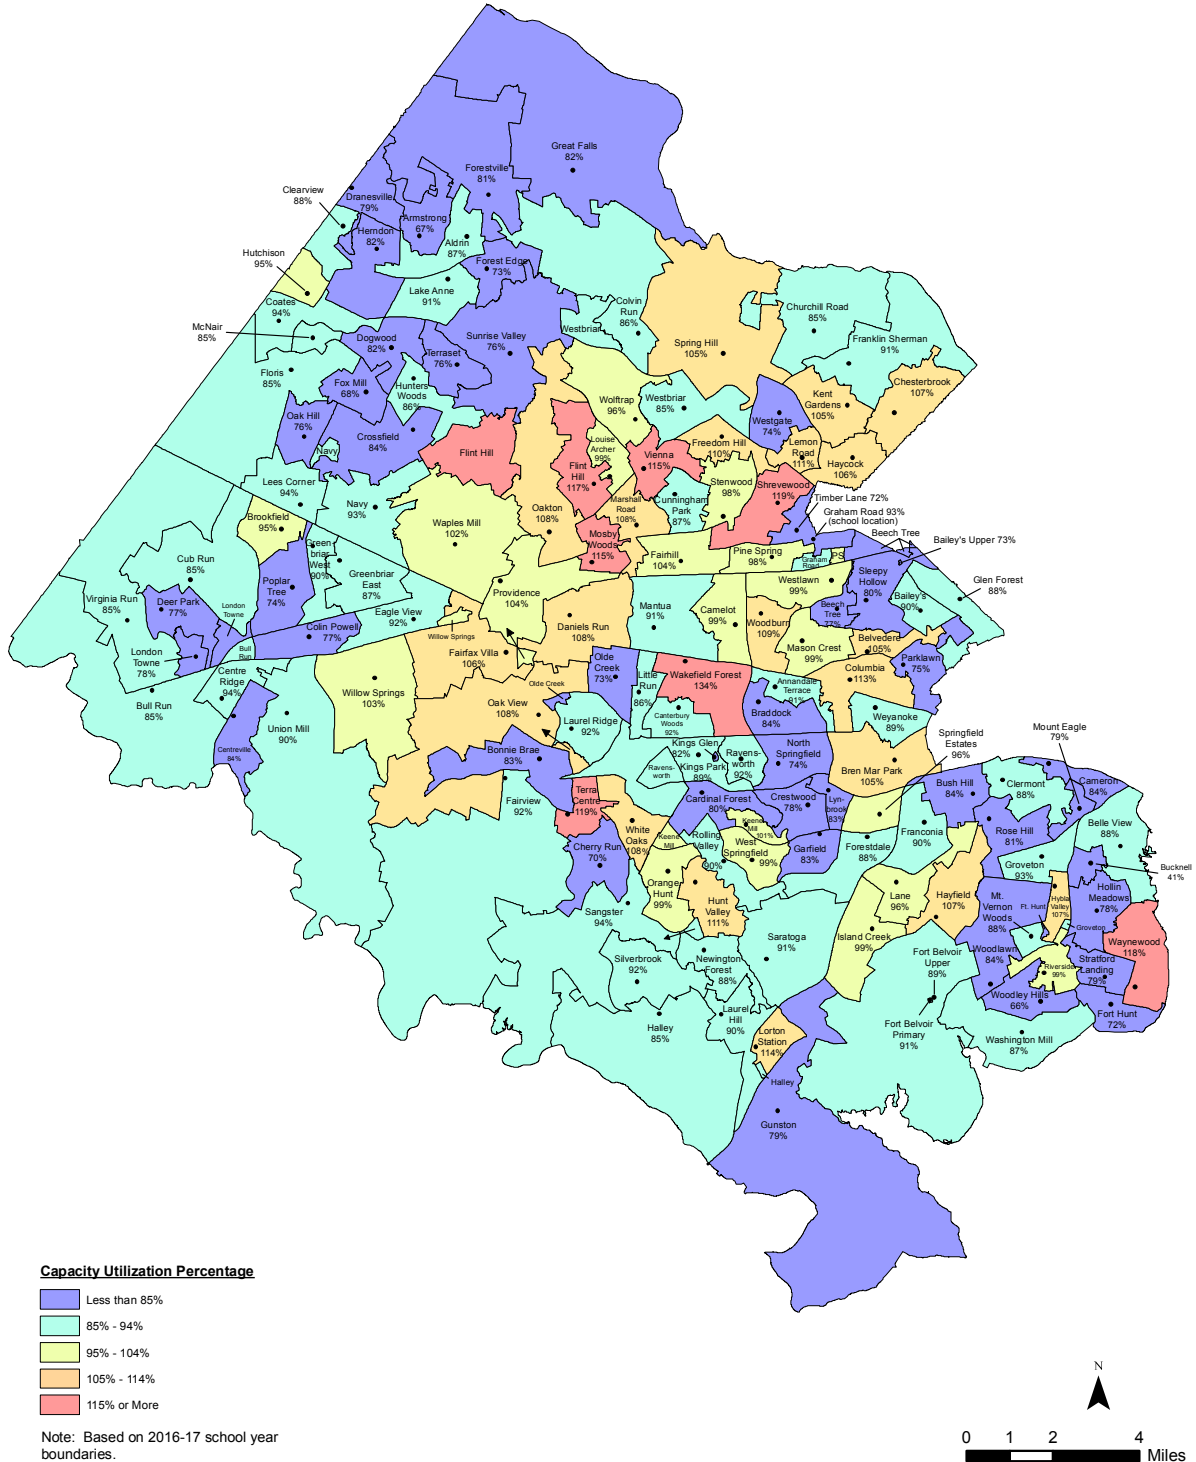 Great Falls
82%
Forestville
81%
Clearview
88%
Dranesville
79%
Armstrong
67%
Herndon
82%
Aldrin
87%
Hutchison
95%
Forest Edge
73%
Lake Anne
91%
Coates
94%
Colvin
Run
86%
Churchill Road
85%
McNair
85%
Westbriar
Dogwood
82%
Sunrise Valley
76%
Terraset
76%
Spring Hill
105%
Franklin Sherman
91%
Floris
85%
Fox Mill
68%
Hunters
Woods
86%
Chesterbrook
107%
Kent
Gardens
105%
Wolftrap
96%
Westbriar
85%
Oak Hill
76%
Westgate
74%
Crossfield
84%
Navy
Flint Hill
Louise
Archer
99%
Freedom Hill
110%
Lemon
Road
111%
Vienna
115%
Haycock
106%
Flint
Hill
117%
Lees Corner
94%
Stenwood
98%
Shrevewood
119%
Timber Lane 72%
Navy
93%
Marshall
Road
108%
Cunningham
Park
87%
Graham Road 93%
(school location)
Brookfield
95%
Waples Mill
102%
Oakton
108%
Mosby
Woods
115%
Beech Tree
Bailey's Upper 73%
Green-
briar
West
90%
Cub Run
85%
Fairhill
104%
Pine Spring
98%
Graham
Road
PS
Sleepy
Hollow
80%
Greenbriar
East
87%
Poplar
Tree
74%
Westlawn
99%
Glen Forest
88%
Virginia Run
85%
Deer Park
77%
London
Towne
Providence
104%
Bailey's
90%
Eagle View
92%
Mantua
91%
Camelot
99%
Beech
Tree
77%
Colin Powell
77%
Daniels Run
108%
Woodburn
109%
Willow Springs
Belvedere
105%
London
Towne
78%
Bull
Run
Fairfax Villa
106%
Mason Crest
99%
Olde
Creek
73%
Parklawn
75%
Centre
Ridge
94%
Columbia
113%
Little
Run
86%
Wakefield Forest
134%
Willow Springs
103%
Olde Creek
Annandale
Terrace
91%
Bull Run
85%
Oak View
108%
Canterbury
Woods
92%
Braddock
84%
Weyanoke
89%
Union Mill
90%
Laurel Ridge
92%
Mount Eagle
79%
Springfield
Estates
96%
Centreville
84%
Bonnie Brae
83%
Kings Glen
82%
Kings Park
89%
Ravens-
worth
92%
North
Springfield
74%
Ravens-
worth
Bren Mar Park
105%
Bush Hill
84%
Clermont
88%
Cameron
84%
Terra
Centre
119%
Fairview
92%
Cardinal Forest
80%
Crestwood
78%
Lyn-
brook
83%
Belle View
88%
White
Oaks
108%
Keene
Mill
101%
Franconia
90%
Rose Hill
81%
Keene
Mill
Rolling
Valley
90%
West
Springfield
99%
Garfield
83%
Forestdale
88%
Cherry Run
70%
Groveton
93%
Bucknell
41%
Orange
Hunt
99%
Lane
96%
Hayfield
107%
Mt.
Vernon
Woods
88%
Hybla
Valley
107%
Hollin
Meadows
78%
Ft. Hunt
Hunt
Valley
111%
Sangster
94%
Groveton
Island Creek
99%
Saratoga
91%
Waynewood
118%
Fort Belvoir
Upper
89%
Woodlawn
84%
Silverbrook
92%
Newington
Forest
88%
Riverside
99%
Stratford
Landing
79%
Woodley Hills
66%
Laurel
Hill
90%
Fort Hunt
72%
Halley
85%
Lorton
Station
114%
Fort Belvoir
Primary
91%
Washington Mill
87%
Halley
Gunston
79%
Capacity Utilization Percentage
Less than 85%
85% - 94%
95% - 104%
105% - 114%
115% or More
Note: Based on 2016-17 school year
boundaries.
N
0 1 2 4
Miles